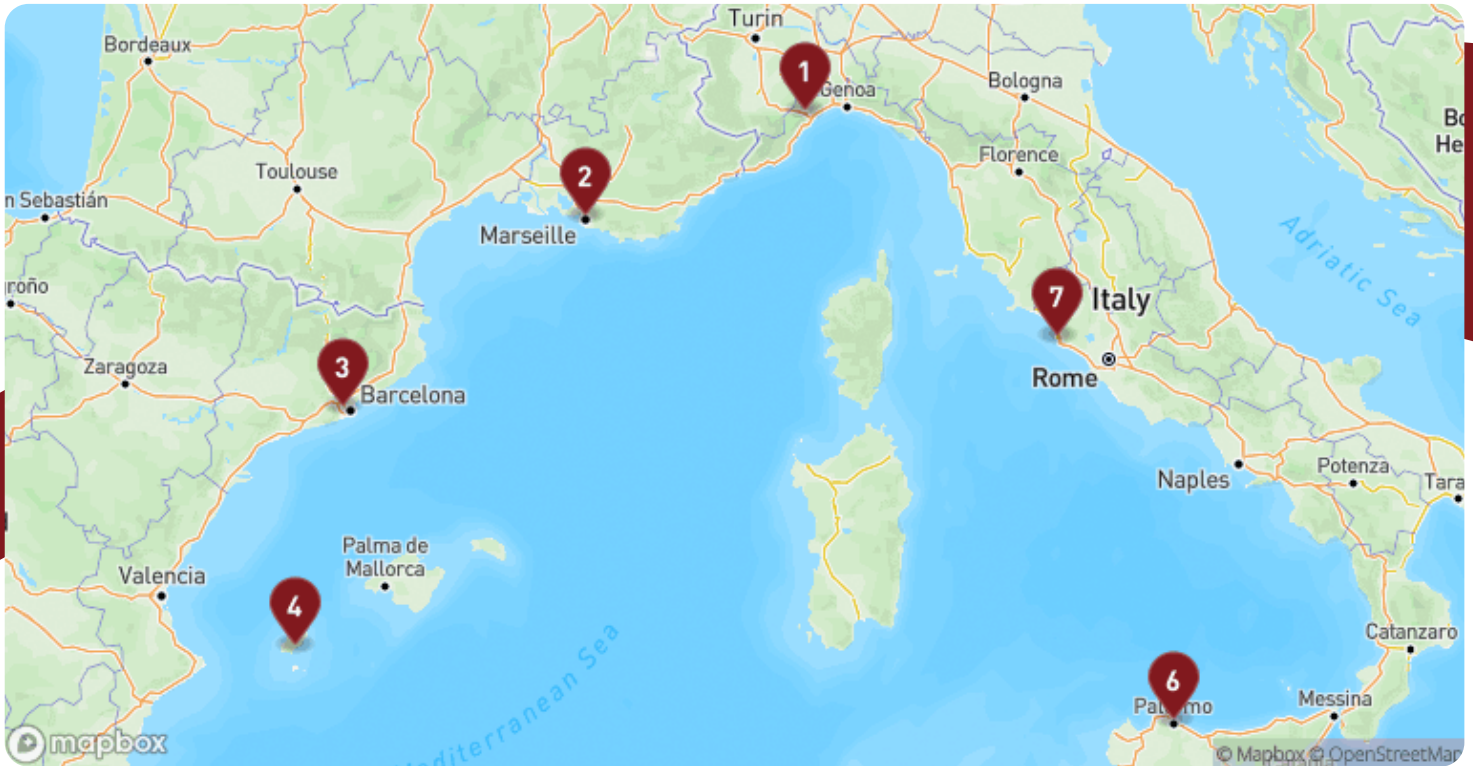 Turin
Bordeaux
1
Genoa
Bologna
Bo
He
Florence
Toulouse
2
n Sebastián
Marseille
Adriatic Sea
groño
7
Italy
Zaragoza
3
Rome
Barcelona
Naples
Potenza
Tara
Palma de
Mallorca
Valencia
4
Mediterranean Sea
Catanzaro
6
Messina
mapbox
© Mapbox © OpenStreetMap